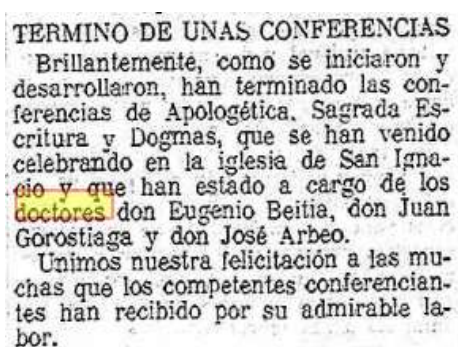 TERMINO DE UNAS CONFERENCIAS
Brillantemente, como se iniciaron y
desarrollaron, han terminado las con-
ferencias de Apologética, Sagrada Es-
critura y Dogmas, que se han venido
celebrando en la iglesia de San Igna-
cio y que han estado a cargo de los
doctores don Eugenio Beitia, don Juan
Gorostiaga y don José Arbeo.
Unimos nuestra felicitación a las mu-
chas que los competentes conferencian-
tes han recibido por su admirable la-
bor.